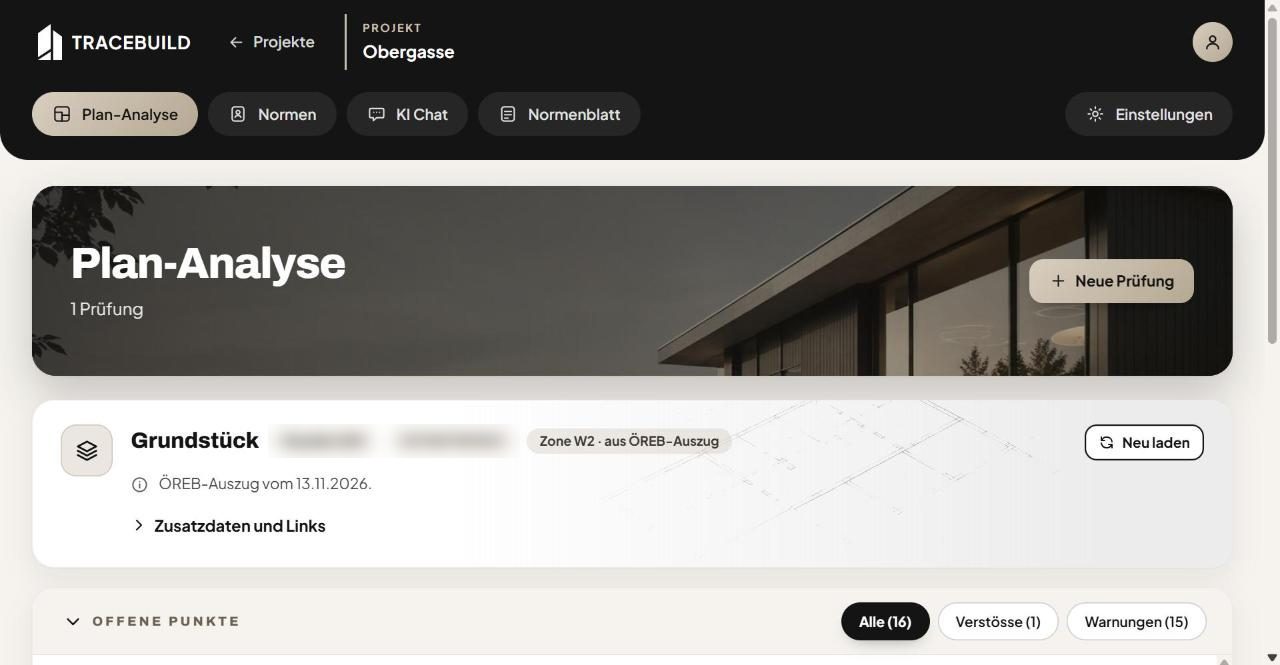 TRACEBUILD
← Projekte
PROJEKT
Obergasse
Plan-Analyse
Normen
KI Chat
Normenblatt
Einstellungen
Plan-Analyse
1 Prüfung
+ Neue Prüfung
Grundstück
Zone W2 · aus ÖREB-Auszug
Neu laden
ÖREB-Auszug vom 13.11.2026.
Zusatzdaten und Links
OFFENE PUNKTE
Alle (16)
Verstösse (1)
Warnungen (15)